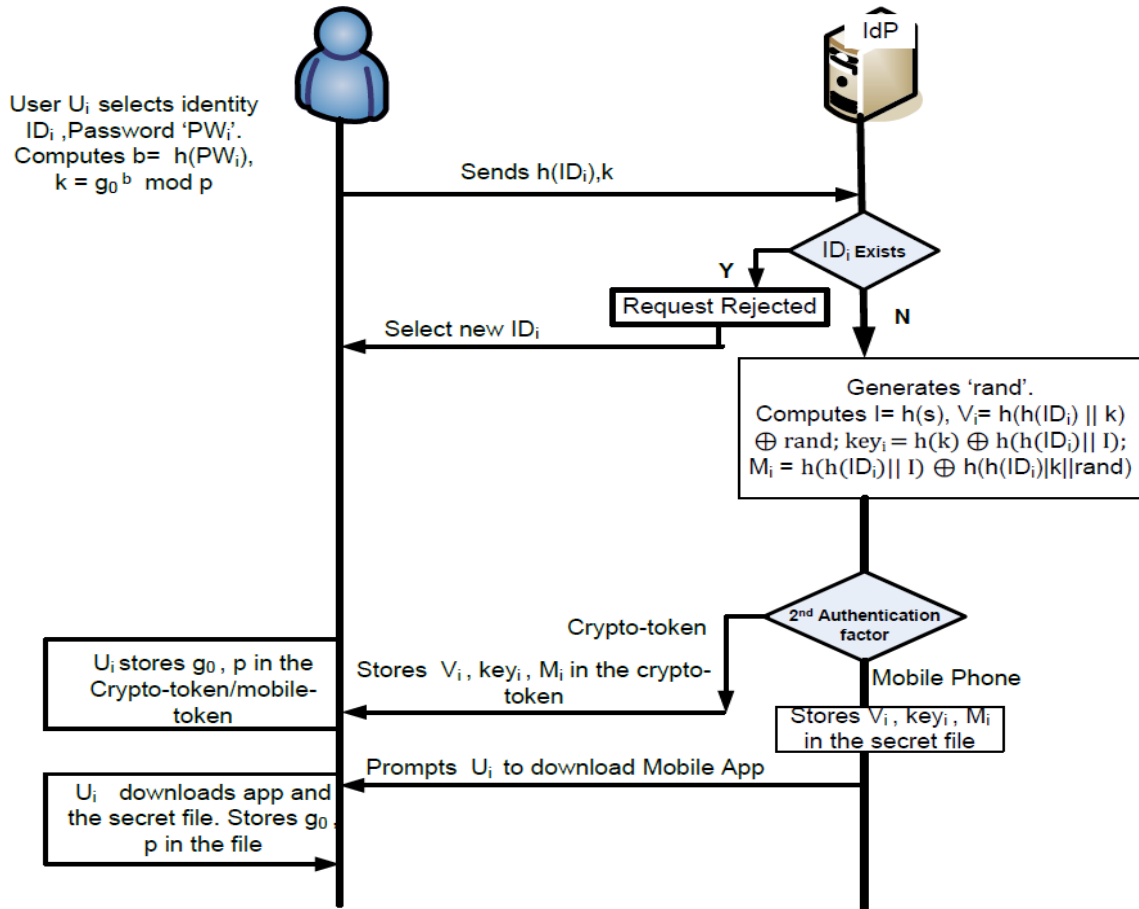 IdP
User Uᵢ selects identity
IDᵢ ,Password ‘PWᵢ’.
Computes b= h(PWᵢ),
k = g₀ ᵇ mod p
Sends h(IDᵢ),k
IDᵢ Exists
Y
Request Rejected
N
Select new IDᵢ
Generates ‘rand’.
Computes I= h(s), Vᵢ= h(h(IDᵢ) || k)
⊕ rand; keyᵢ = h(k) ⊕ h(h(IDᵢ)|| I);
Mᵢ = h(h(IDᵢ)|| I) ⊕ h(h(IDᵢ)|k||rand)
2ⁿᵈ Authentication
factor
Crypto-token
Uᵢ stores g₀ , p in the
Crypto-token/mobile-
token
Stores Vᵢ , keyᵢ , Mᵢ in the crypto-
token
Mobile Phone
Stores Vᵢ , keyᵢ , Mᵢ
in the secret file
Prompts Uᵢ to download Mobile App
Uᵢ downloads app and
the secret file. Stores g₀ ,
p in the file